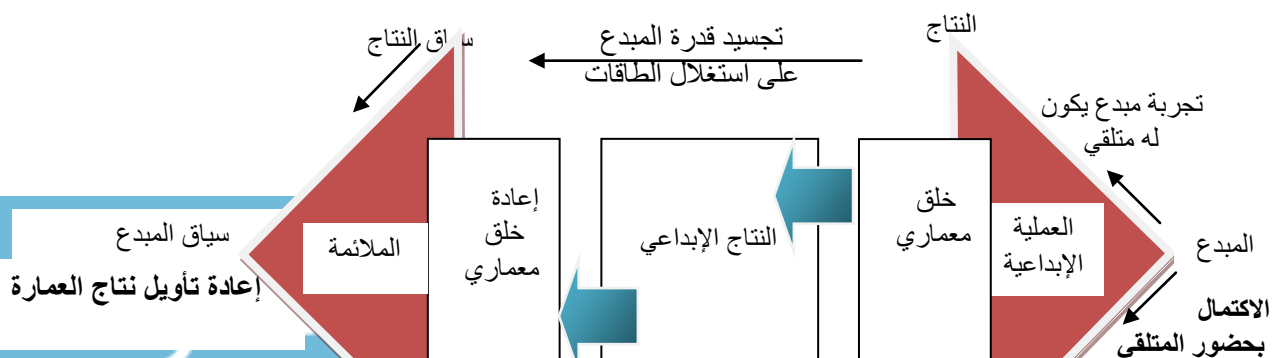 النتاج
تجسيد قدرة المبدع
على استغلال الطاقات
سياق النتاج
تجربة مبدع يكون
له متلقي
المبدع
الاكتمال
بحضور المتلقي
العملية
الإبداعية
خلق
معماري
النتاج الإبداعي
إعادة
خلق
معماري
الملائمة
سياق المبدع
إعادة تأويل نتاج العمارة